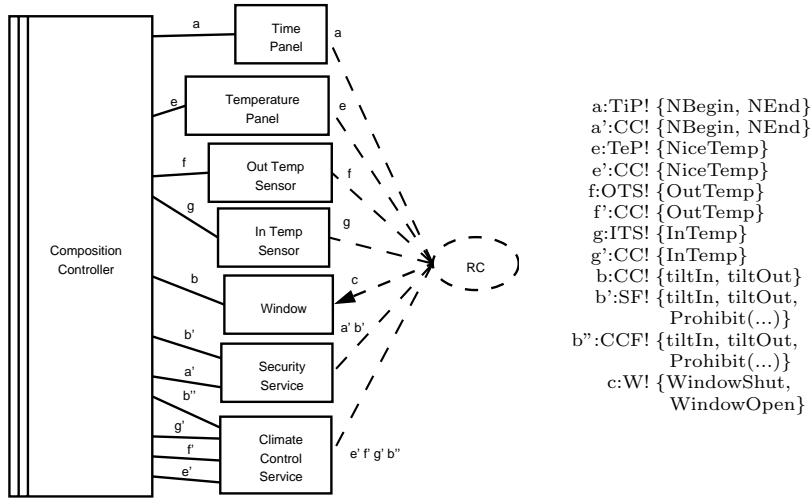 a
Time
Panel
a
e
Temperature
Panel
e
f
Out Temp
Sensor
f
g
In Temp
Sensor
g
Composition
Controller
RC
b
Window
c
a' b'
b'
Security
Service
a'
b''
g'
Climate
Control
Service
f'
e'
e' f' g' b''
a:TiP! {NBegin, NEnd}
a':CC! {NBegin, NEnd}
e:TeP! {NiceTemp}
e':CC! {NiceTemp}
f:OTS! {OutTemp}
f':CC! {OutTemp}
g:ITS! {InTemp}
g':CC! {InTemp}
b:CC! {tiltIn, tiltOut}
b':SF! {tiltIn, tiltOut,
Prohibit(...)}
b":CCF! {tiltIn, tiltOut,
Prohibit(...)}
c:W! {WindowShut,
WindowOpen}